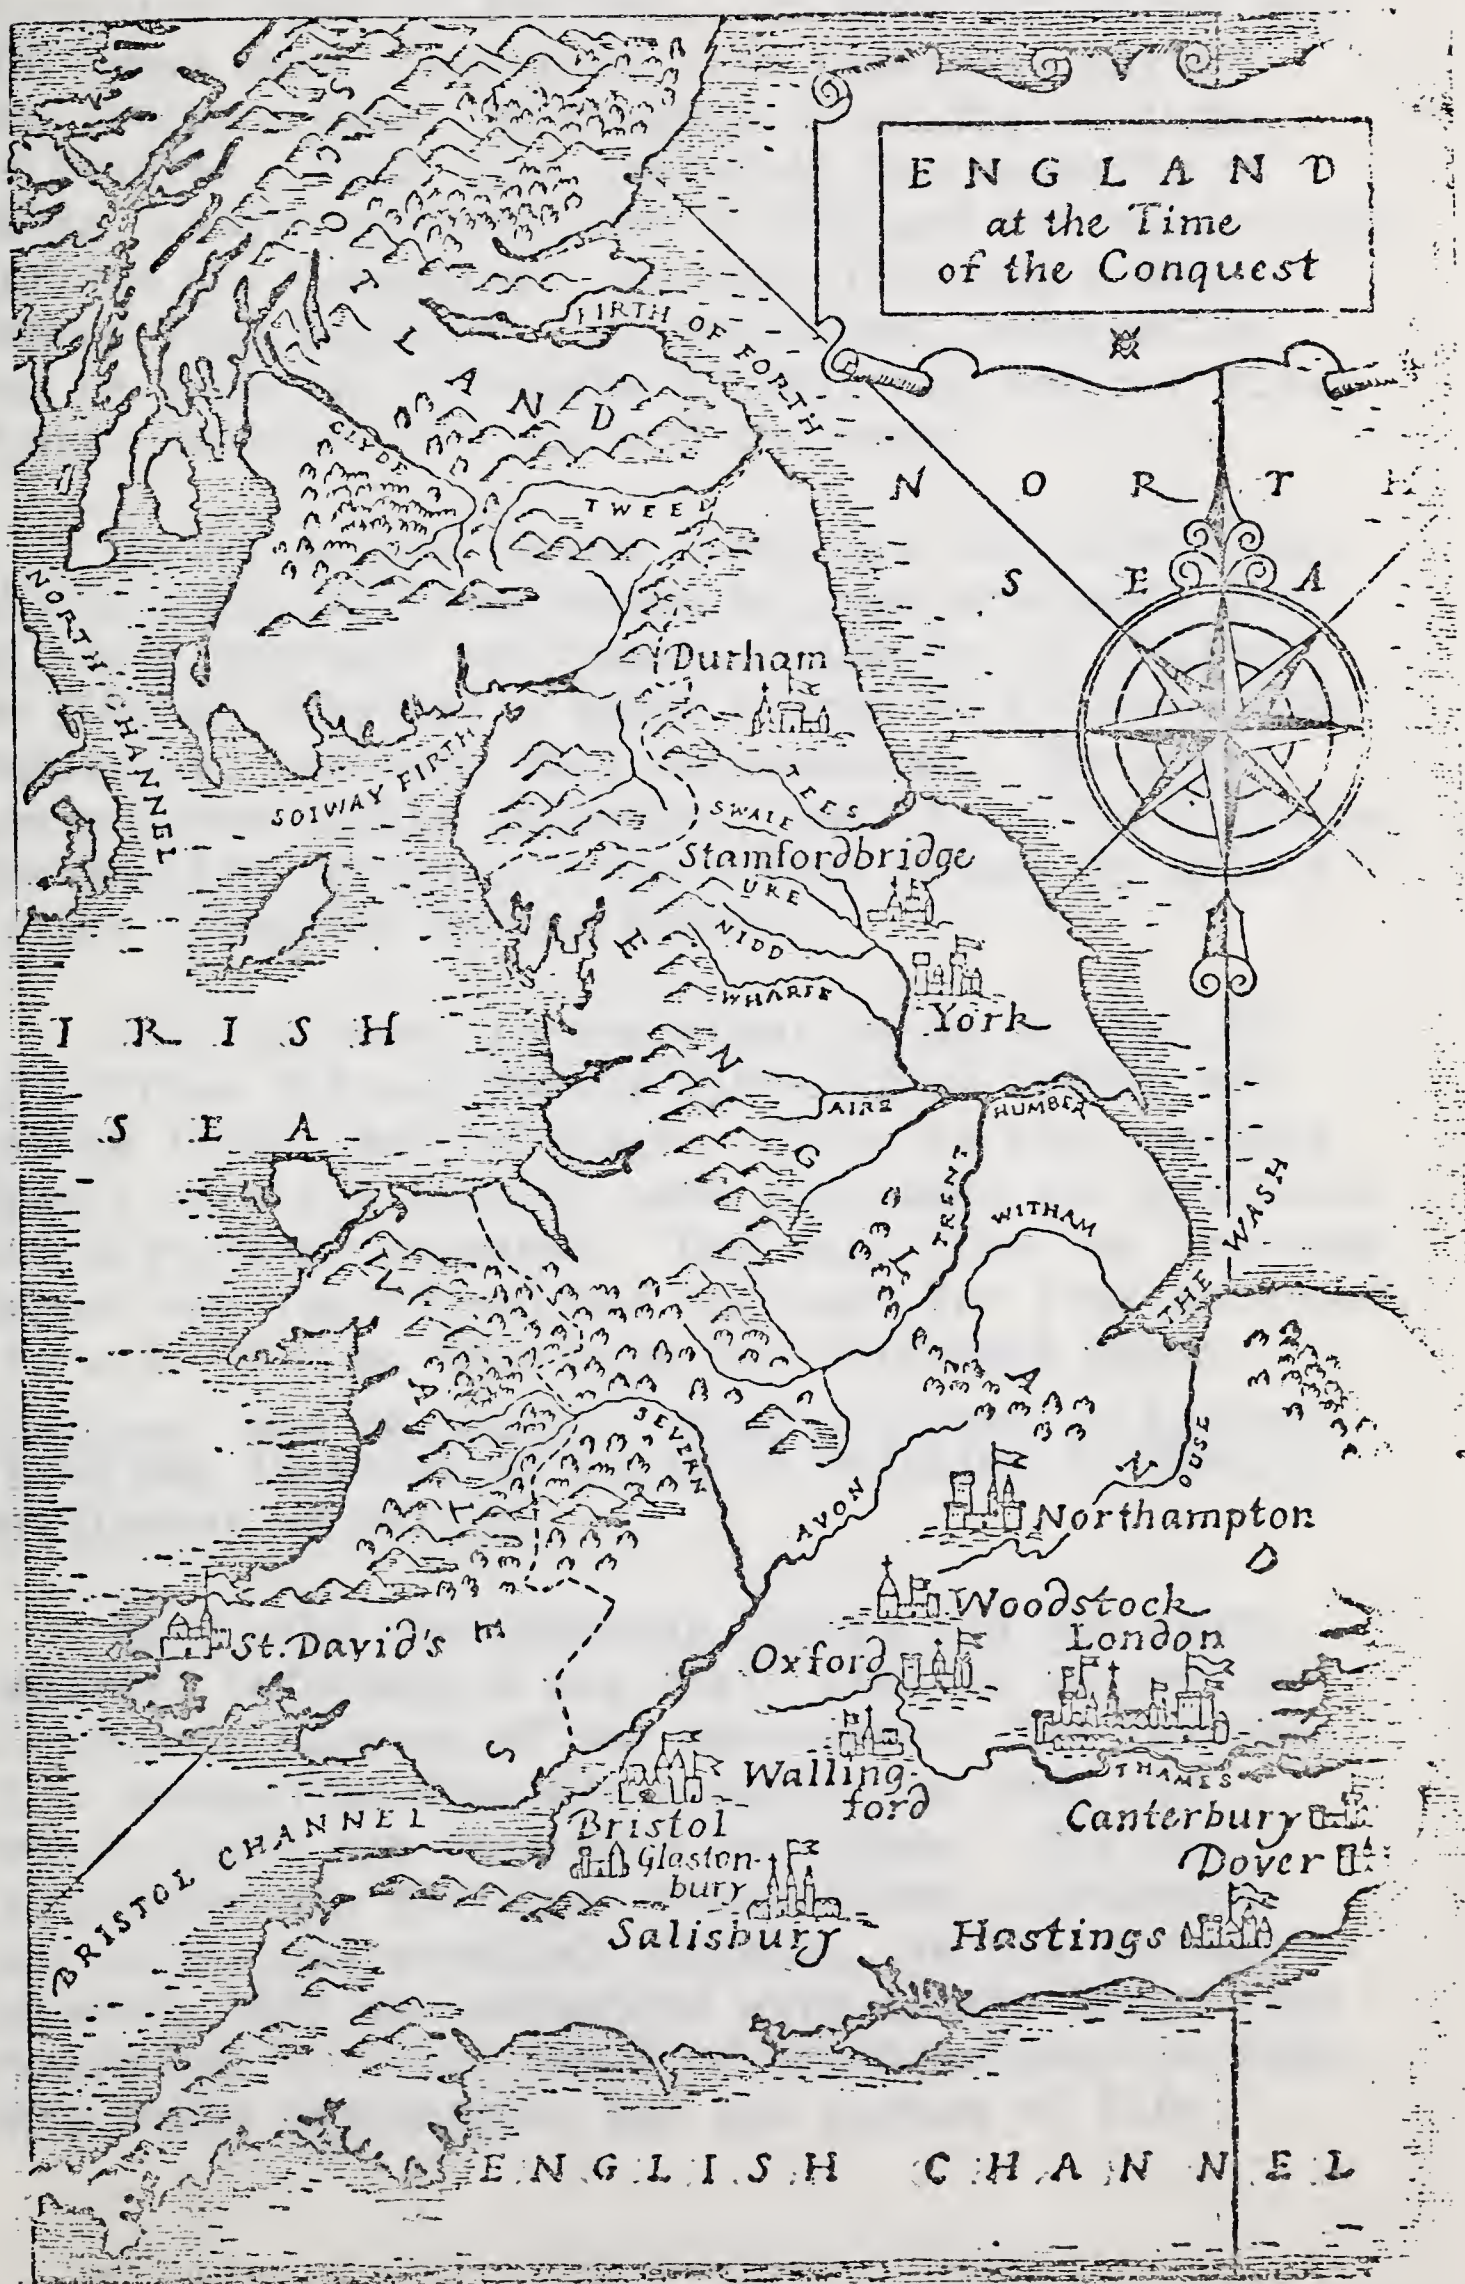 ENGLAND
at the Time
of the Conquest
SCOTLAND
FIRTH OF FORTH
CLYDE
TWEED
NORTH
SEA
NORTH CHANNEL
Durham
SOLWAY FIRTH
TEES
SWALE
Stamfordbridge
URE
NIDD
WHARFE
York
IRISH
SEA
AIRE
HUMBER
TRENT
WITHAM
THE WASH
ENGLAND
WALES
SEVERN
OUSE
AVON
Northampton
Woodstock
London
St. David's
Oxford
Walling-
ford
THAMES
Canterbury
Bristol
Dover
BRISTOL CHANNEL
Glaston-
bury
Salisbury
Hastings
ENGLISH CHANNEL